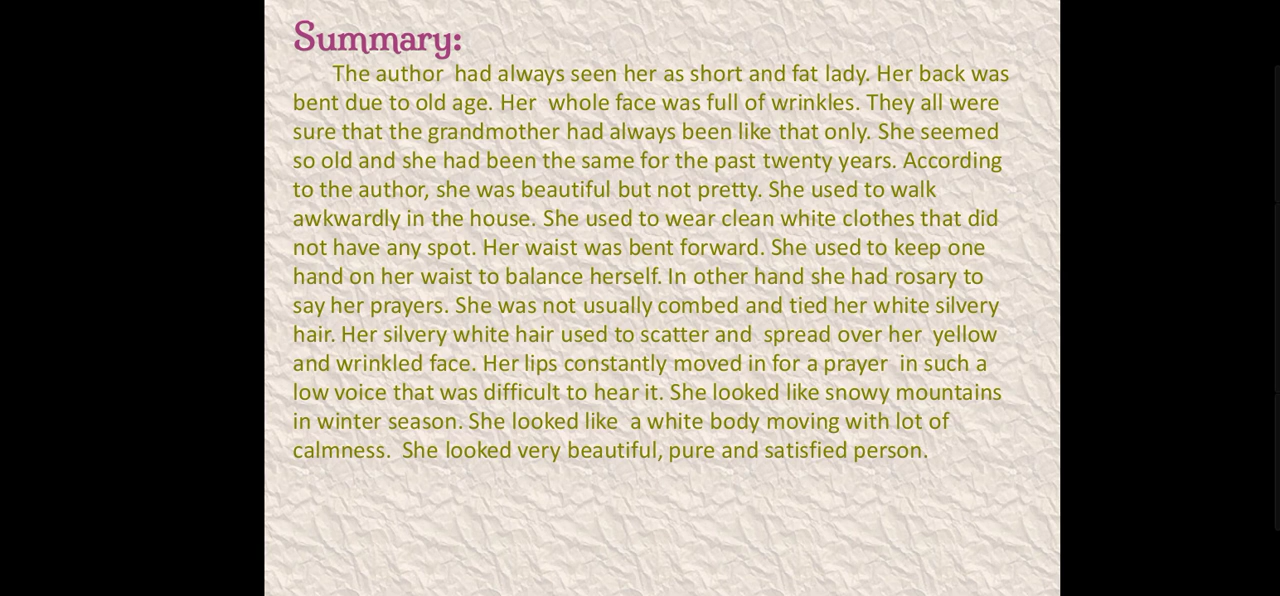 Summary:
The author had always seen her as short and fat lady. Her back was
bent due to old age. Her whole face was full of wrinkles. They all were
sure that the grandmother had always been like that only. She seemed
so old and she had been the same for the past twenty years. According
to the author, she was beautiful but not pretty. She used to walk
awkwardly in the house. She used to wear clean white clothes that did
not have any spot. Her waist was bent forward. She used to keep one
hand on her waist to balance herself. In other hand she had rosary to
say her prayers. She was not usually combed and tied her white silvery
hair. Her silvery white hair used to scatter and spread over her yellow
and wrinkled face. Her lips constantly moved in for a prayer in such a
low voice that was difficult to hear it. She looked like snowy mountains
in winter season. She looked like a white body moving with lot of
calmness. She looked very beautiful, pure and satisfied person.